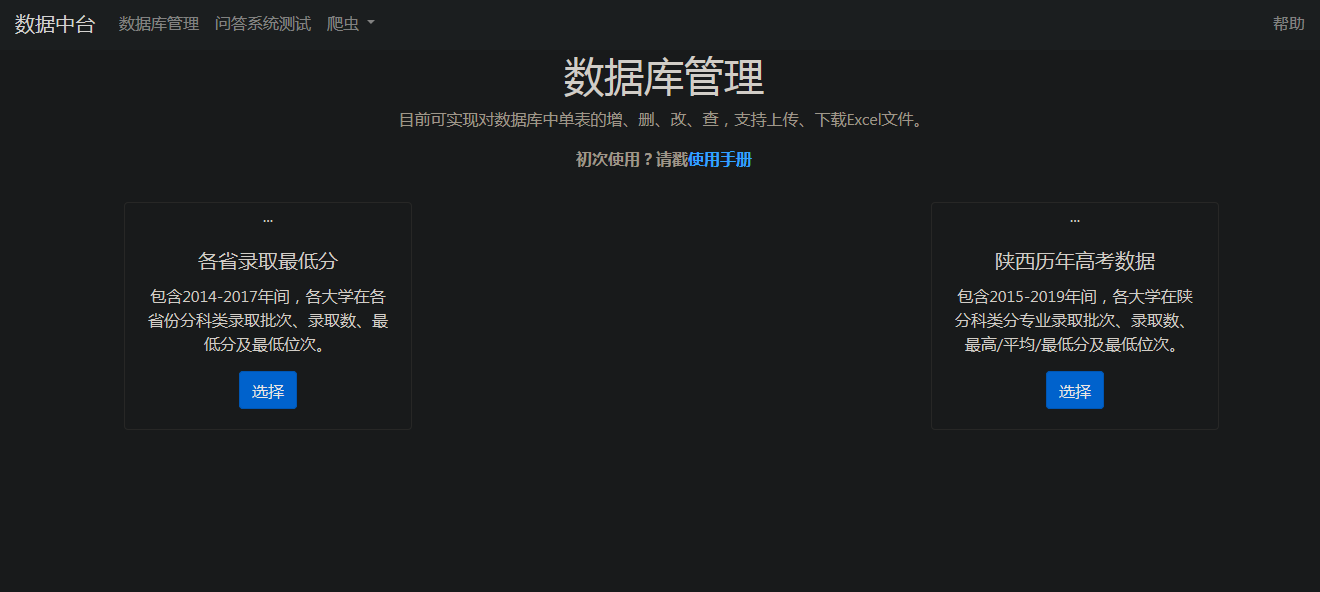 数据中台 数据库管理 问答系统测试 爬虫 帮助
数据库管理
目前可实现对数据库中单表的增、删、改、查，支持上传、下载Excel文件。
初次使用？请戳使用手册
...
各省录取最低分
包含2014-2017年间，各大学在各
省份分科类录取批次、录取数、最
低分及最低位次。
选择
...
陕西历年高考数据
包含2015-2019年间，各大学在陕
分科类分专业录取批次、录取数、
最高/平均/最低分及最低位次。
选择